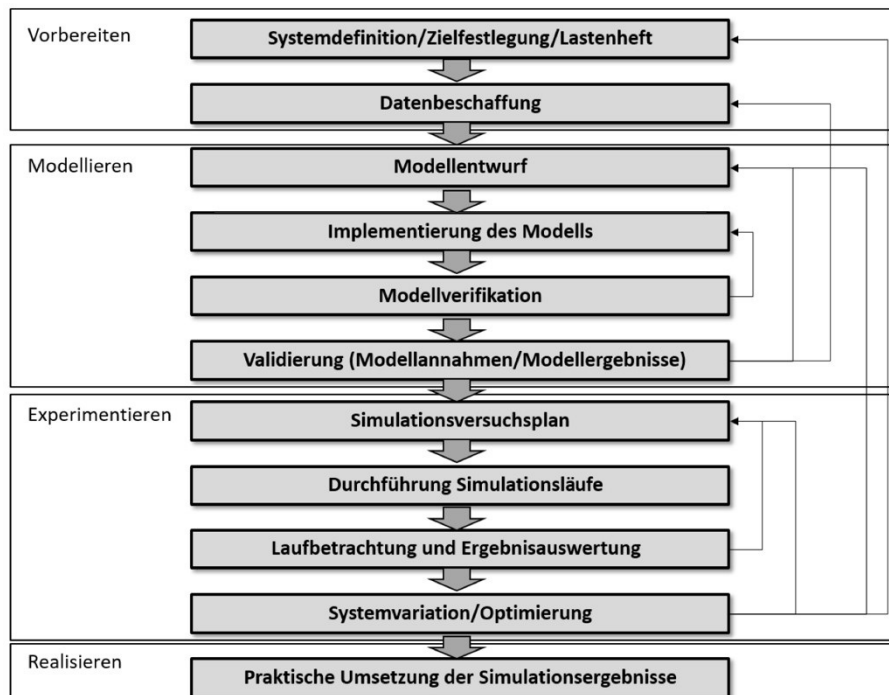 Vorbereiten
Systemdefinition/Zielfestlegung/Lastenheft
Datenbeschaffung
Modellieren
Modellentwurf
Implementierung des Modells
Modellverifikation
Validierung (Modellannahmen/Modellergebnisse)
Experimentieren
Simulationsversuchsplan
Durchführung Simulationsläufe
Laufbetrachtung und Ergebnisauswertung
Systemvariation/Optimierung
Realisieren
Praktische Umsetzung der Simulationsergebnisse